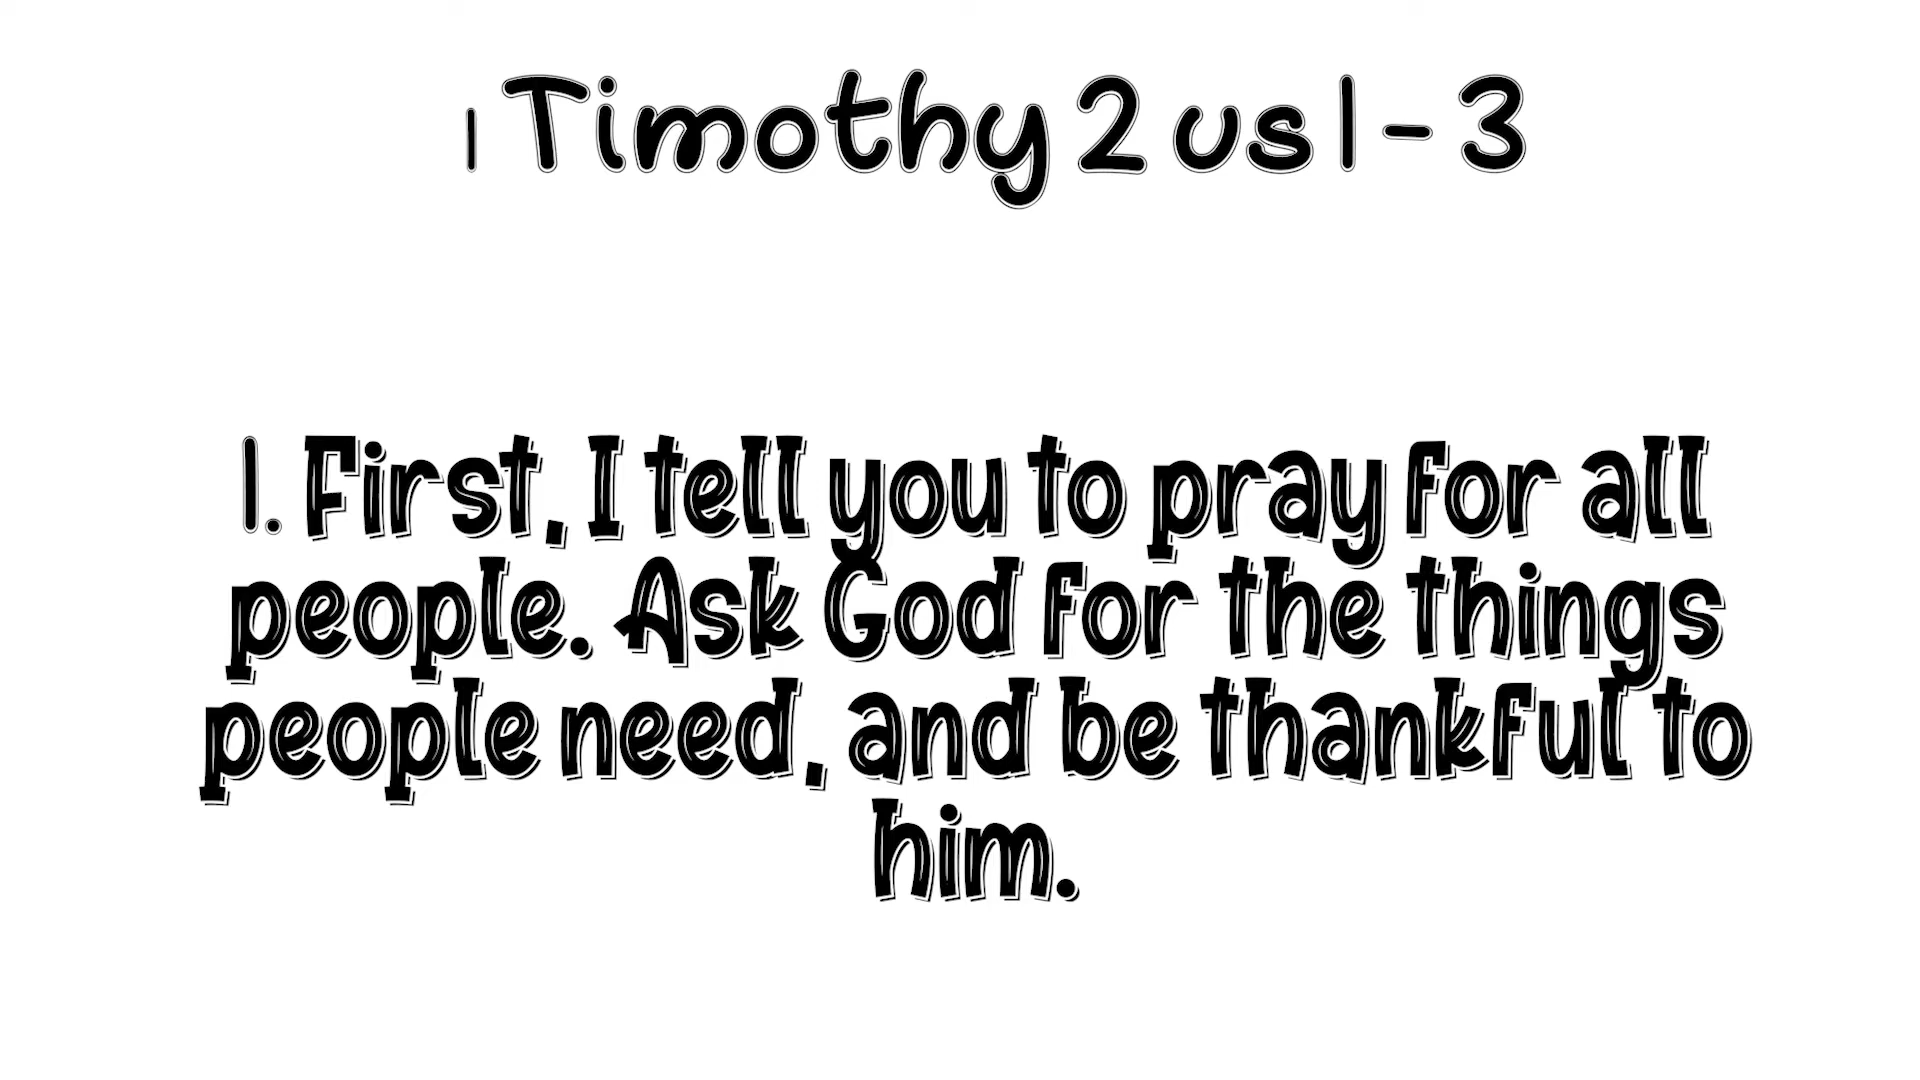 1 Timothy 2 vs 1 - 3
1. First, I tell you to pray for all
people. Ask God for the things
people need, and be thankful to
him.